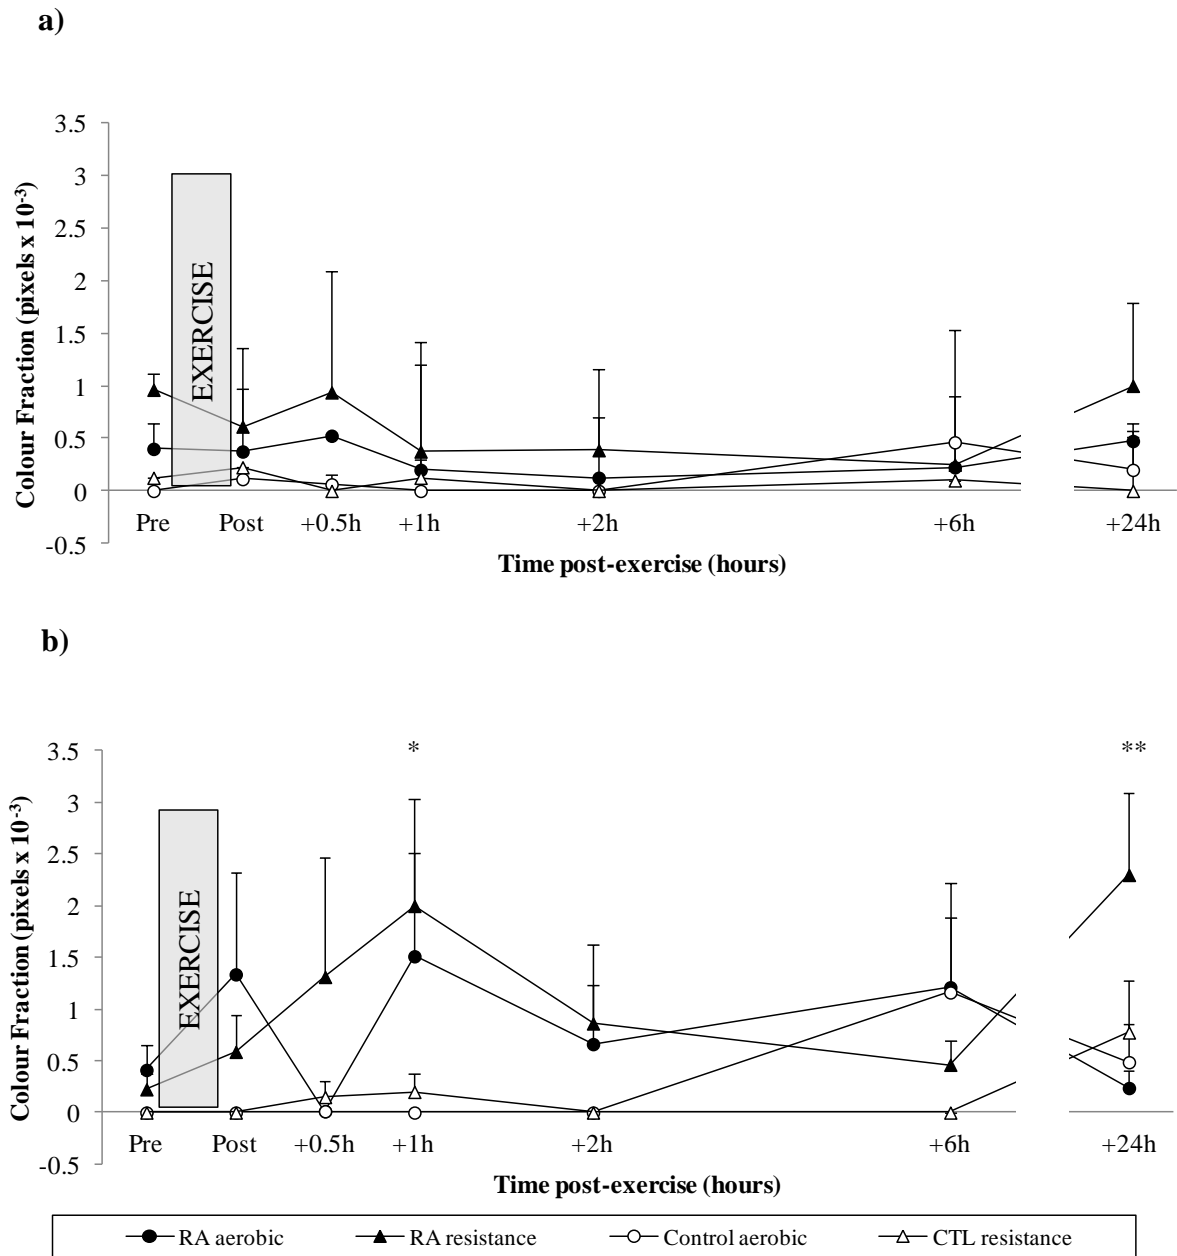 a)
3.5
3
2.5
2
1.5
1
0.5
0
-0.5
Colour Fraction (pixels x 10-3)
EXERCISE
Pre Post +0.5h +1h +2h +6h +24h
Time post-exercise (hours)
b)
3.5
3
2.5
2
1.5
1
0.5
0
-0.5
Colour Fraction (pixels x 10-3)
* **
EXERCISE
Pre Post +0.5h +1h +2h +6h +24h
Time post-exercise (hours)
RA aerobic RA resistance Control aerobic CTL resistance